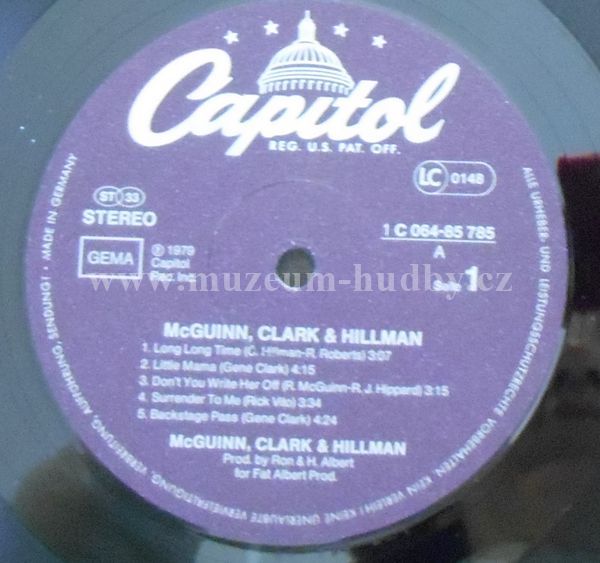 Capitol
REG. U.S. PAT. OFF.
LC 0148
ST 33
STEREO
GEMA
℗ 1979
Capitol
Rec. Inc.
1 C 064-85 785
A
Seite 1
www.muzeum-hudby.cz
McGUINN, CLARK & HILLMAN
1. Long Long Time (C. Hillman-R. Roberts) 3:07
2. Little Mama (Gene Clark) 4:15
3. Don't You Write Her Off (R. McGuinn-R. J. Hippard) 3:15
4. Surrender To Me (Rick Vito) 3:34
5. Backstage Pass (Gene Clark) 4:24
McGUINN, CLARK & HILLMAN
Prod. by Ron & H. Albert
for Fat Albert Prod.
ALLE URHEBER- UND LEISTUNGSSCHUTZRECHTE VORBEHALTEN KEIN VERLEIH! KEINE UNERLAUBTE VERVIELFÄLTIGUNG, VERMIETUNG, AUFFÜHRUNG, SENDUNG! · MADE IN GERMANY